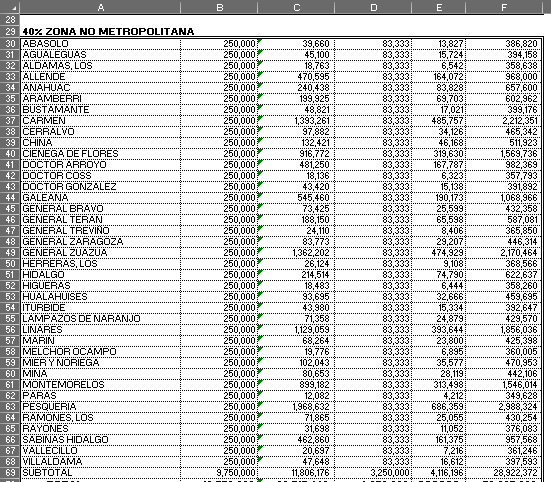 A B C D E F
28
29 40% ZONA NO METROPOLITANA
30 ABASOLO 250,000 39,660 83,333 13,827 386,820
31 AGUALEGUAS 250,000 45,100 83,333 15,724 394,158
32 ALDAMAS, LOS 250,000 18,763 83,333 6,542 358,638
33 ALLENDE 250,000 470,595 83,333 164,072 968,000
34 ANAHUAC 250,000 240,438 83,333 83,828 657,600
35 ARAMBERRI 250,000 199,925 83,333 69,703 602,962
36 BUSTAMANTE 250,000 48,821 83,333 17,021 399,176
37 CARMEN 250,000 1,393,261 83,333 485,757 2,212,351
38 CERRALVO 250,000 97,882 83,333 34,126 465,342
39 CHINA 250,000 132,421 83,333 46,168 511,923
40 CIENEGA DE FLORES 250,000 916,772 83,333 319,630 1,569,736
41 DOCTOR ARROYO 250,000 481,250 83,333 167,787 982,369
42 DOCTOR COSS 250,000 18,136 83,333 6,323 357,793
43 DOCTOR GONZALEZ 250,000 43,420 83,333 15,138 391,892
44 GALEANA 250,000 545,460 83,333 190,173 1,068,966
45 GENERAL BRAVO 250,000 73,425 83,333 25,599 432,358
46 GENERAL TERAN 250,000 188,150 83,333 65,598 587,081
47 GENERAL TREVIÑO 250,000 24,110 83,333 8,406 365,850
48 GENERAL ZARAGOZA 250,000 83,773 83,333 29,207 446,314
49 GENERAL ZUAZUA 250,000 1,362,202 83,333 474,929 2,170,464
50 HERRERAS, LOS 250,000 26,124 83,333 9,108 368,566
51 HIDALGO 250,000 214,514 83,333 74,790 622,637
52 HIGUERAS 250,000 18,483 83,333 6,444 358,260
53 HUALAHUISES 250,000 93,695 83,333 32,666 459,695
54 ITURBIDE 250,000 43,980 83,333 15,334 392,647
55 LAMPAZOS DE NARANJO 250,000 71,358 83,333 24,879 429,570
56 LINARES 250,000 1,129,059 83,333 393,644 1,856,036
57 MARIN 250,000 68,264 83,333 23,800 425,398
58 MELCHOR OCAMPO 250,000 19,776 83,333 6,895 360,005
59 MIER Y NORIEGA 250,000 102,043 83,333 35,577 470,953
60 MINA 250,000 80,653 83,333 28,119 442,106
61 MONTEMORELOS 250,000 899,182 83,333 313,498 1,546,014
62 PARAS 250,000 12,082 83,333 4,212 349,628
63 PESQUERIA 250,000 1,968,632 83,333 686,359 2,988,324
64 RAMONES, LOS 250,000 71,865 83,333 25,055 430,254
65 RAYONES 250,000 31,698 83,333 11,052 376,083
66 SABINAS HIDALGO 250,000 462,860 83,333 161,375 957,568
67 VALLECILLO 250,000 20,697 83,333 7,216 361,246
68 VILLALDAMA 250,000 47,648 83,333 16,612 397,593
69 SUBTOTAL 9,750,000 11,806,176 3,250,000 4,116,196 28,922,372